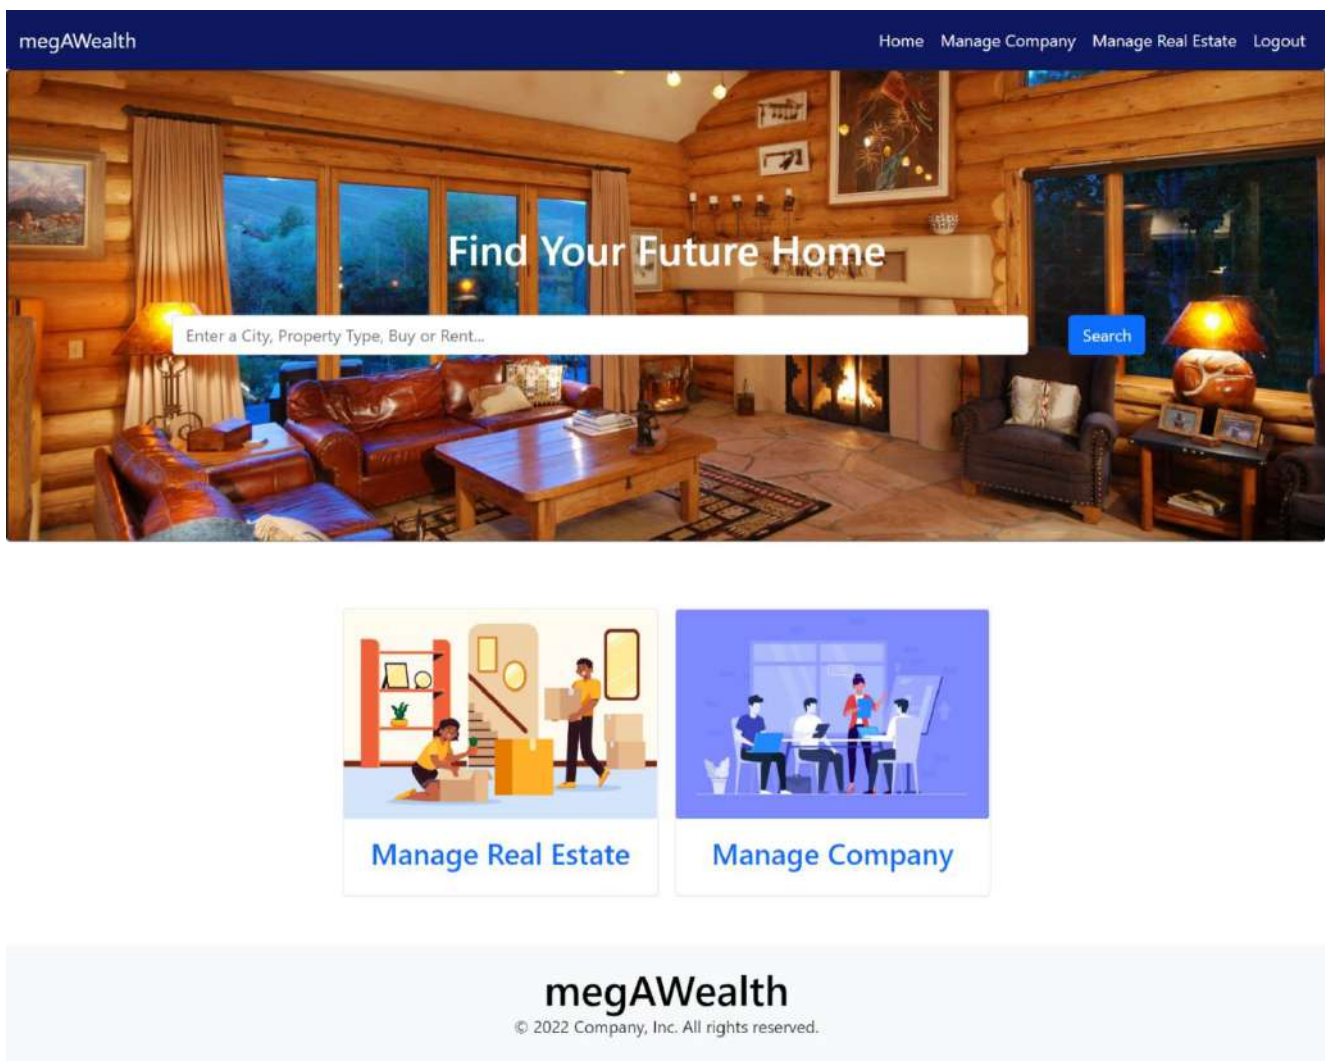 megAWealth
Home Manage Company Manage Real Estate Logout
Find Your Future Home
Enter a City, Property Type, Buy or Rent...
Search
Manage Real Estate
Manage Company
megAWealth
© 2022 Company, Inc. All rights reserved.